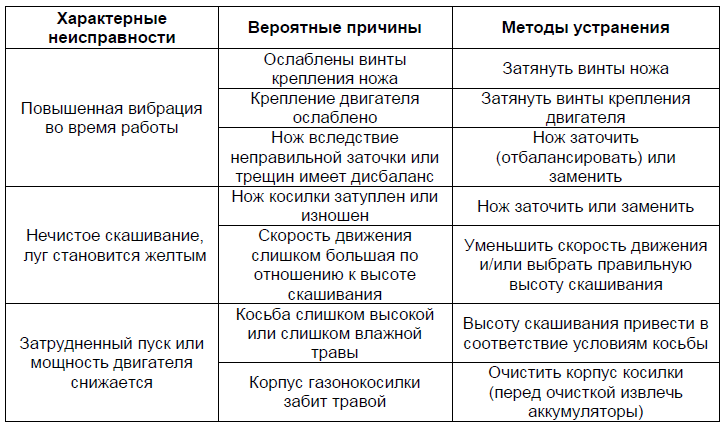 Характерные
неисправности
Вероятные причины
Методы устранения
Повышенная вибрация
во время работы
Ослаблены винты
крепления ножа
Затянуть винты ножа
Крепление двигателя
ослаблено
Затянуть винты крепления
двигателя
Нож вследствие
неправильной заточки или
трещин имеет дисбаланс
Нож заточить
(отбалансировать) или
заменить
Нечистое скашивание,
луг становится желтым
Нож косилки затуплен или
изношен
Нож заточить или заменить
Скорость движения
слишком большая по
отношению к высоте
скашивания
Уменьшить скорость движения
и/или выбрать правильную
высоту скашивания
Затрудненный пуск или
мощность двигателя
снижается
Косьба слишком высокой
или слишком влажной
травы
Высоту скашивания привести в
соответствие условиям косьбы
Корпус газонокосилки
забит травой
Очистить корпус косилки
(перед очисткой извлечь
аккумуляторы)